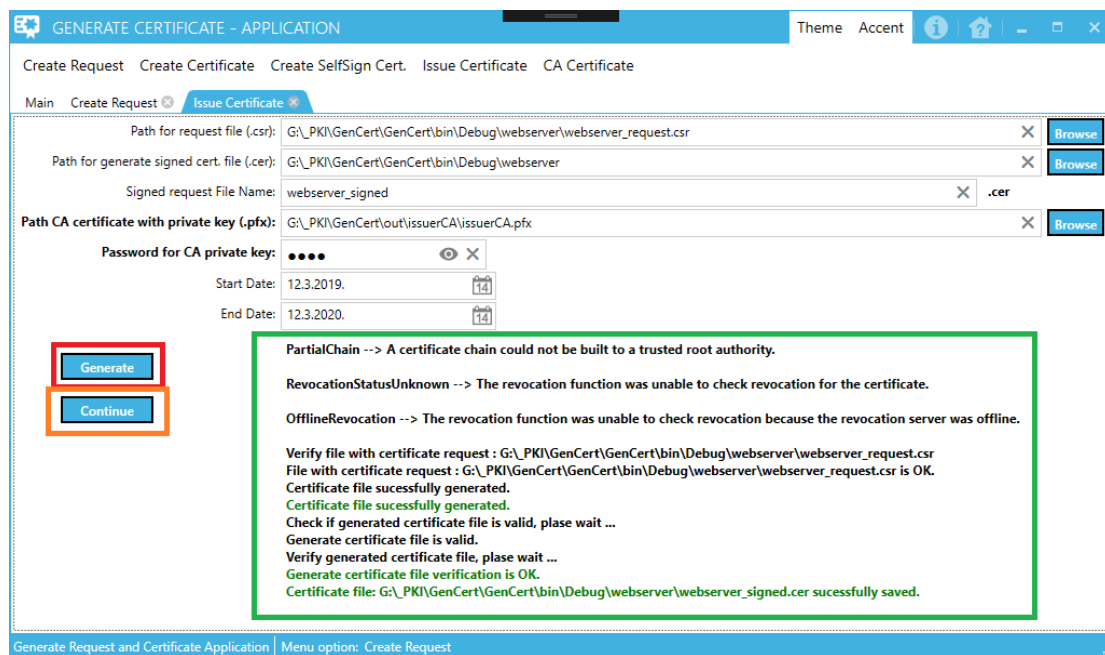 GENERATE CERTIFICATE - APPLICATION
Theme Accent
Create Request Create Certificate Create SelfSign Cert. Issue Certificate CA Certificate
Main Create Request Issue Certificate
Path for request file (.csr): G:\_PKI\GenCert\GenCert\bin\Debug\webserver\webserver_request.csr Browse
Path for generate signed cert. file (.cer): G:\_PKI\GenCert\GenCert\bin\Debug\webserver Browse
Signed request File Name: webserver_signed .cer
Path CA certificate with private key (.pfx): G:\_PKI\GenCert\out\issuerCA\issuerCA.pfx Browse
Password for CA private key: ●●●●
Start Date: 12.3.2019. 14
End Date: 12.3.2020. 14
Generate
Continue
PartialChain --> A certificate chain could not be built to a trusted root authority.
RevocationStatusUnknown --> The revocation function was unable to check revocation for the certificate.
OfflineRevocation --> The revocation function was unable to check revocation because the revocation server was offline.
Verify file with certificate request : G:\_PKI\GenCert\GenCert\bin\Debug\webserver\webserver_request.csr
File with certificate request : G:\_PKI\GenCert\GenCert\bin\Debug\webserver\webserver_request.csr is OK.
Certificate file sucessfully generated.
Certificate file sucessfully generated.
Check if generated certificate file is valid, plase wait ...
Generate certificate file is valid.
Verify generated certificate file, plase wait ...
Generate certificate file verification is OK.
Certificate file: G:\_PKI\GenCert\GenCert\bin\Debug\webserver\webserver_signed.cer sucessfully saved.
Generate Request and Certificate Application Menu option: Create Request